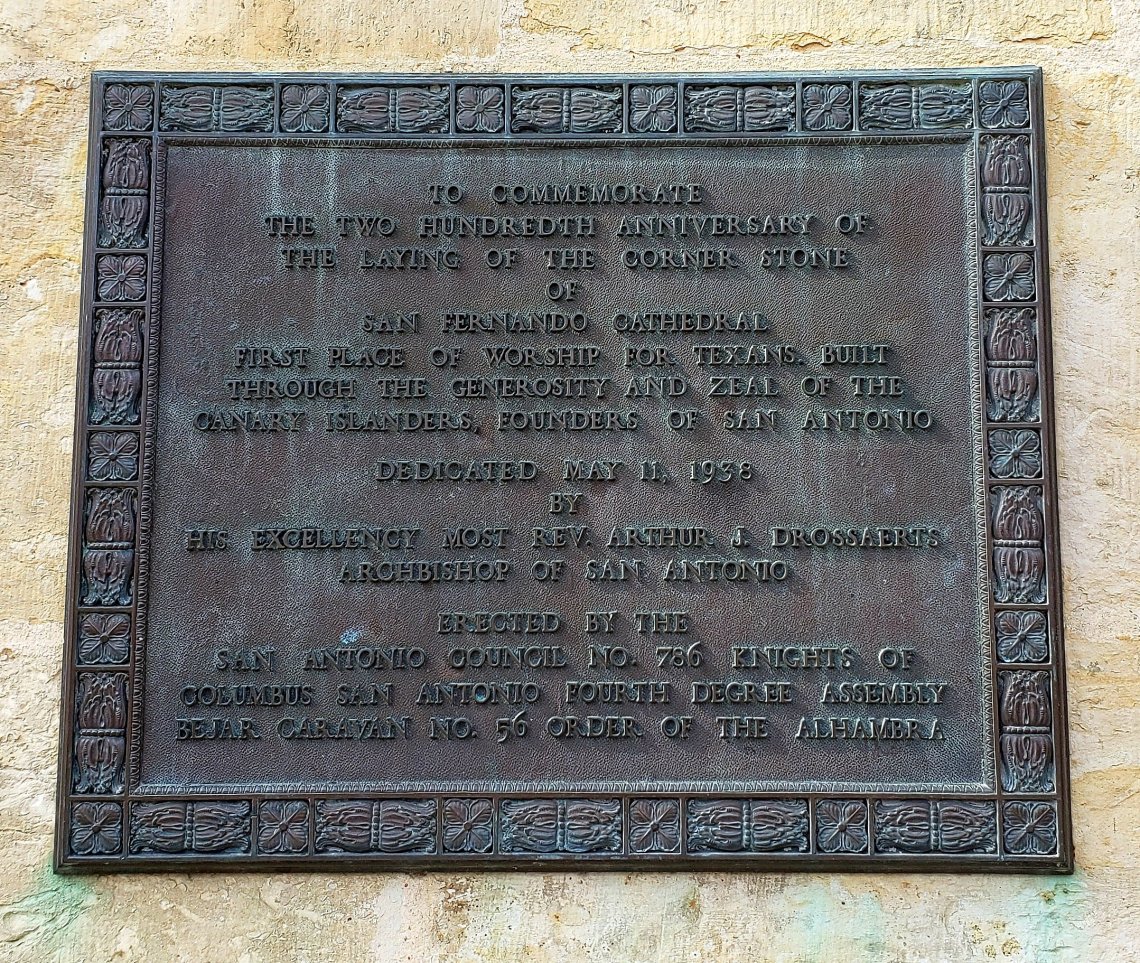 TO COMMEMORATE
THE TWO HUNDREDTH ANNIVERSARY OF
THE LAYING OF THE CORNER STONE
OF
SAN FERNANDO CATHEDRAL
FIRST PLACE OF WORSHIP FOR TEXANS. BUILT
THROUGH THE GENEROSITY AND ZEAL OF THE
CANARY ISLANDERS, FOUNDERS OF SAN ANTONIO
DEDICATED MAY 11, 1938
BY
HIS EXCELLENCY MOST REV. ARTHUR J. DROSSAERTS
ARCHBISHOP OF SAN ANTONIO
ERECTED BY THE
SAN ANTONIO COUNCIL NO. 786 KNIGHTS OF
COLUMBUS SAN ANTONIO FOURTH DEGREE ASSEMBLY
BEJAR CARAVAN NO. 56 ORDER OF THE ALHAMBRA